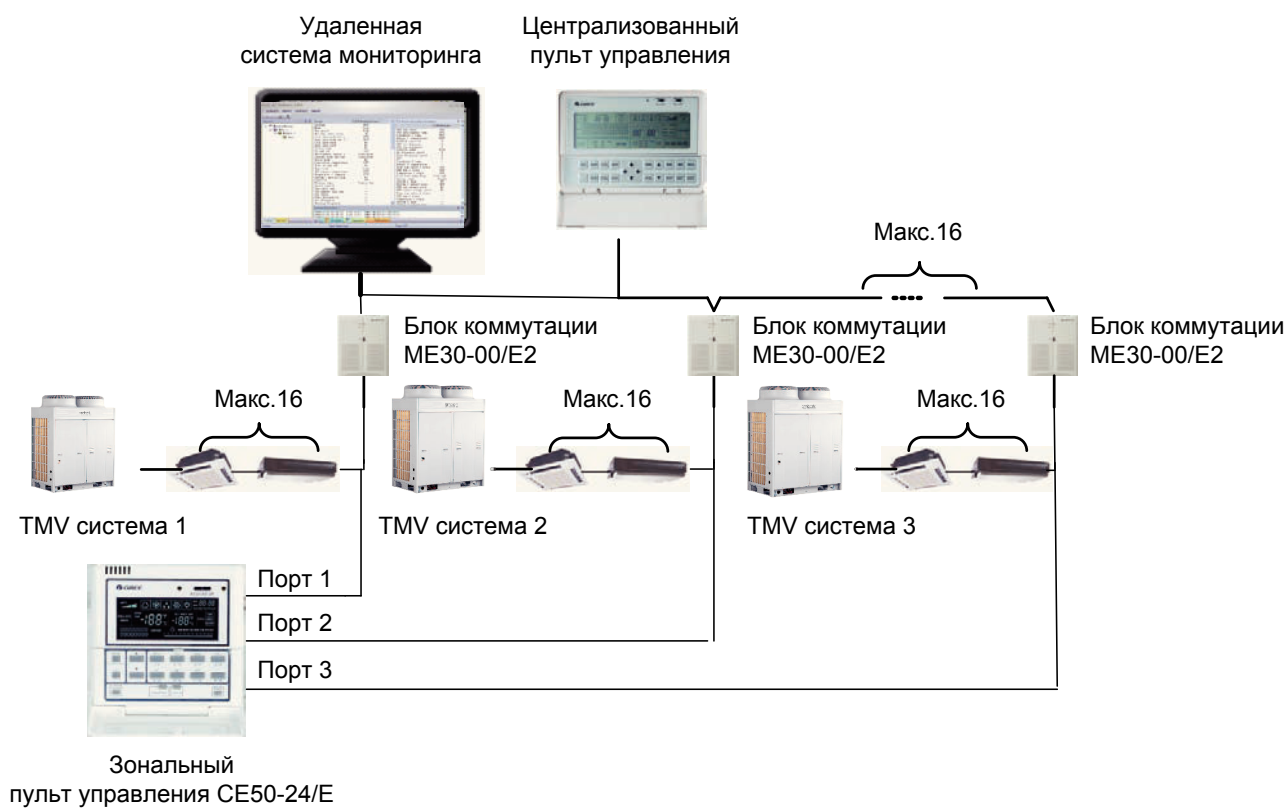 Удаленная
система мониторинга
Централизованный
пульт управления
Макс.16
Блок коммутации
ME30-00/E2
Блок коммутации
ME30-00/E2
Блок коммутации
ME30-00/E2
Макс.16
Макс.16
Макс.16
TMV система 1
TMV система 2
TMV система 3
Порт 1
Порт 2
Порт 3
Зональный
пульт управления CE50-24/E